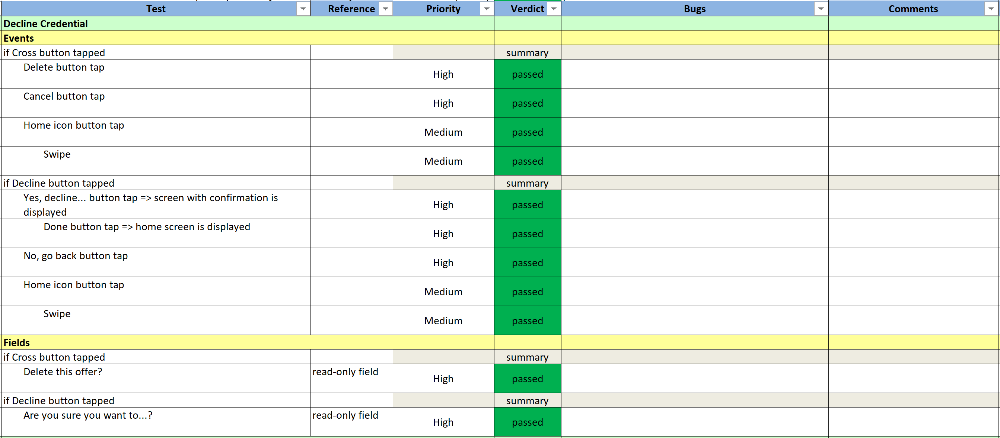 Test Reference Priority Verdict Bugs Comments
Decline Credential
Events
if Cross button tapped summary
Delete button tap High passed
Cancel button tap High passed
Home icon button tap Medium passed
Swipe Medium passed
if Decline button tapped summary
Yes, decline... button tap => screen with confirmation is
displayed High passed
Done button tap => home screen is displayed High passed
No, go back button tap High passed
Home icon button tap Medium passed
Swipe Medium passed
Fields
if Cross button tapped summary
Delete this offer? read-only field High passed
if Decline button tapped summary
Are you sure you want to...? read-only field High passed